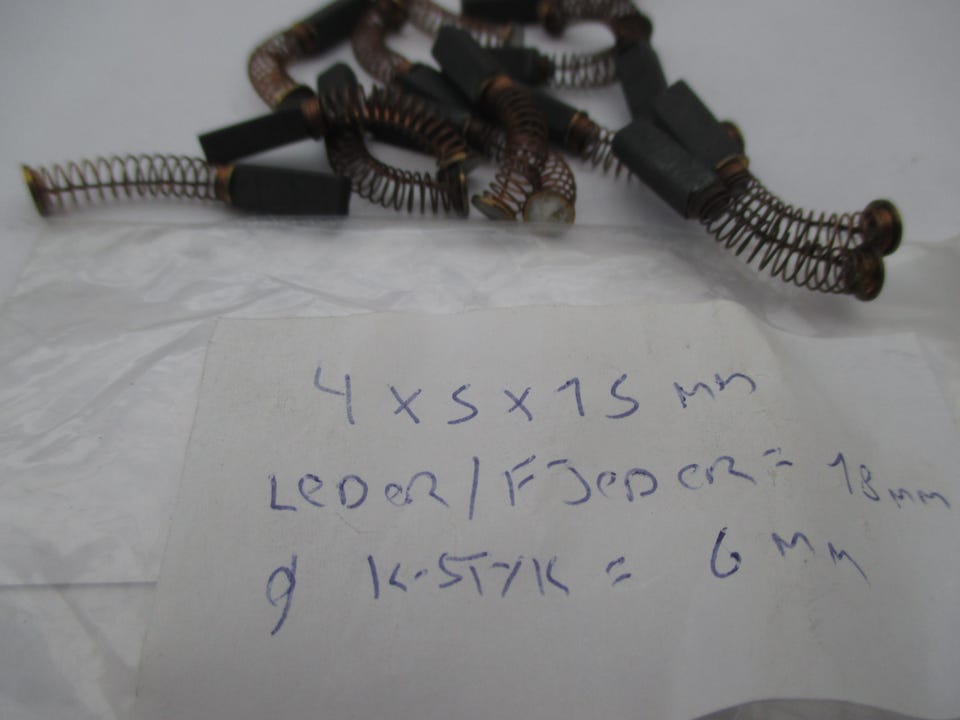 4 x 5 x 15 mm
LeDeR / FJeDeR = 18 mm
ø K-STYK = 6 mm